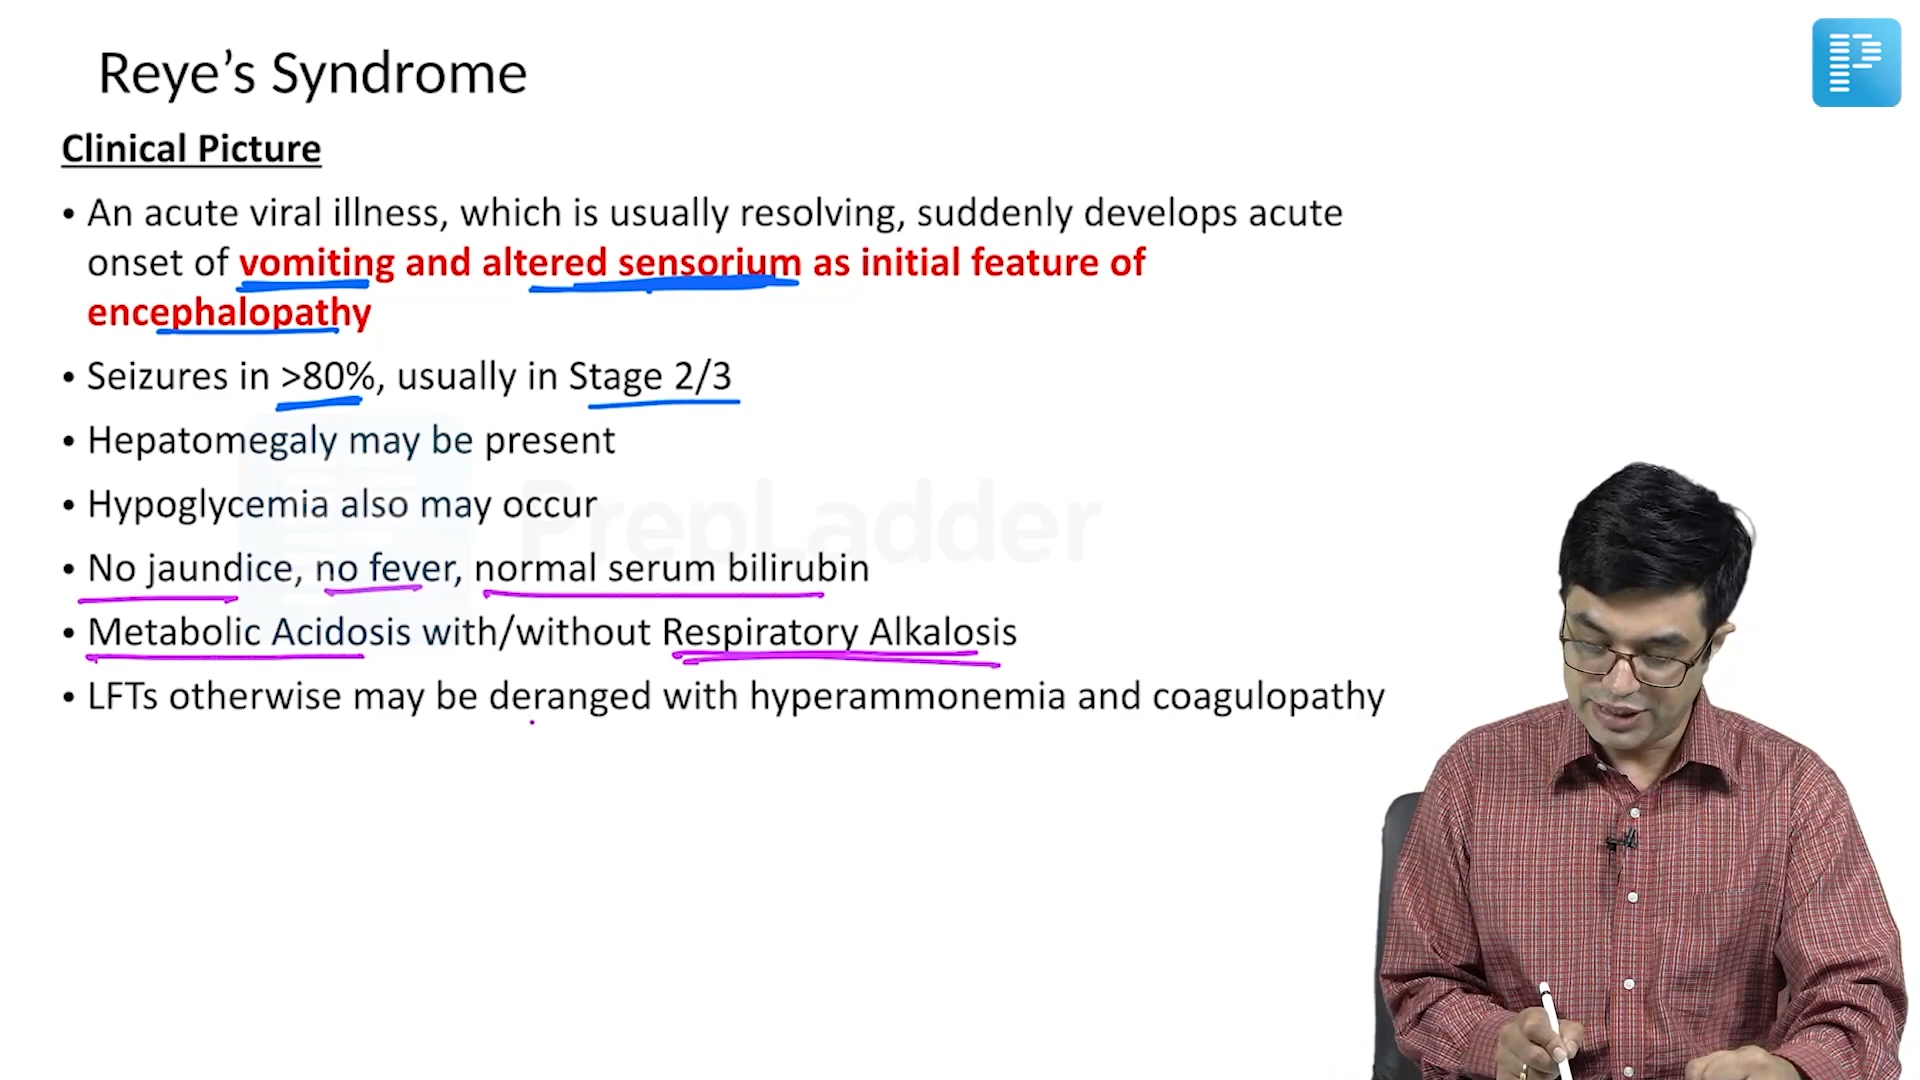 Reye’s Syndrome
Clinical Picture
• An acute viral illness, which is usually resolving, suddenly develops acute
onset of vomiting and altered sensorium as initial feature of
encephalopathy
• Seizures in >80%, usually in Stage 2/3
• Hepatomegaly may be present
• Hypoglycemia also may occur
PrepLadder
• No jaundice, no fever, normal serum bilirubin
• Metabolic Acidosis with/without Respiratory Alkalosis
• LFTs otherwise may be deranged with hyperammonemia and coagulopathy